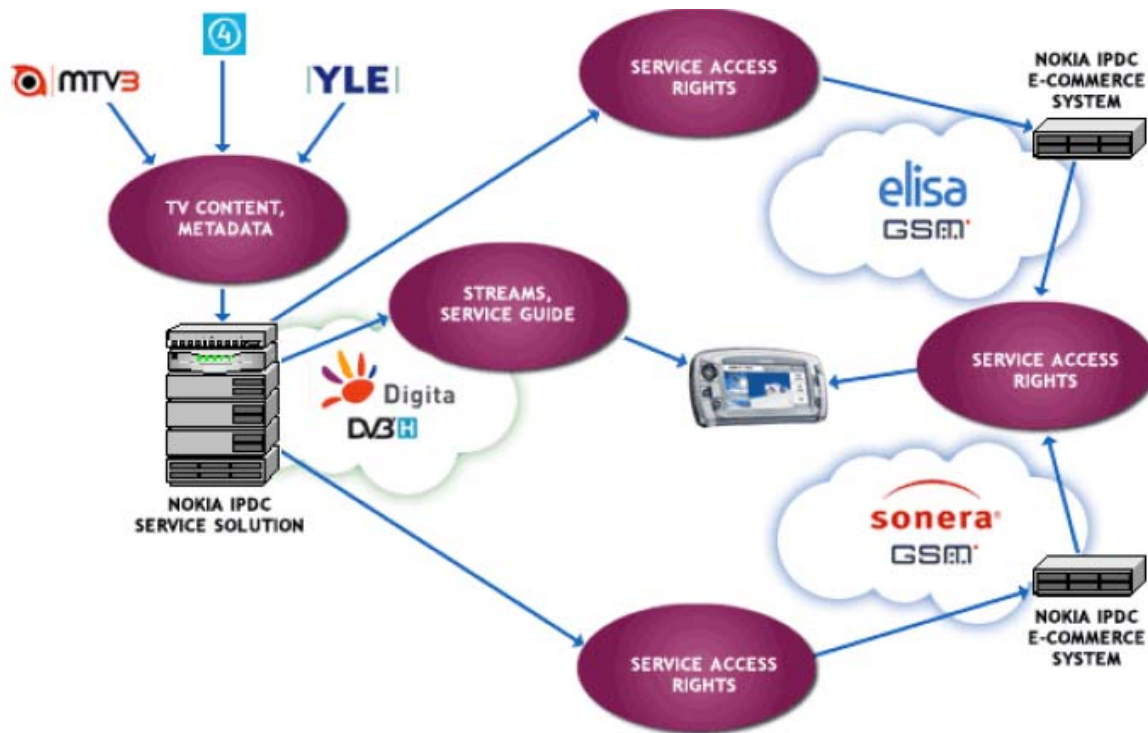 4
MTV3
YLE
TV CONTENT,
METADATA
SERVICE ACCESS
RIGHTS
NOKIA IPDC
E-COMMERCE
SYSTEM
elisa
GSM
STREAMS,
SERVICE GUIDE
Digita
DVB H
SERVICE ACCESS
RIGHTS
NOKIA IPDC
SERVICE SOLUTION
sonera®
GSM
SERVICE ACCESS
RIGHTS
NOKIA IPDC
E-COMMERCE
SYSTEM